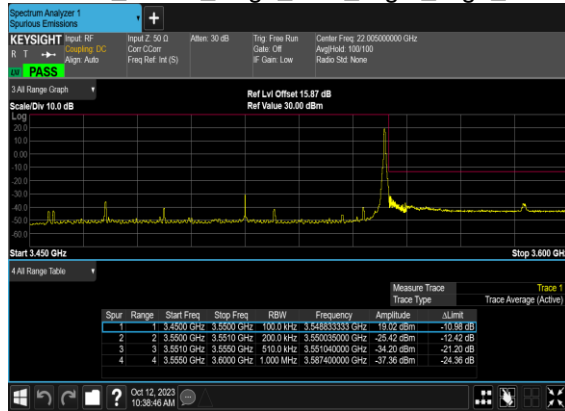 Spectrum Analyzer 1
Spurious Emissions
+
KEYSIGHT Input: RF Input Z: 50 Ω Atten: 30 dB Trig: Free Run Center Freq: 22.005000000 GHz
R T Coupling: DC Corr CCorr Gate: Off Avg|Hold: 100/100
Align: Auto Freq Ref: Int (S) IF Gain: Low Radio Std: None
PASS
3 All Range Graph Ref Lvl Offset 15.87 dB
Scale/Div 10.0 dB Ref Value 30.00 dBm
Log
20.0
10.0
0.00
-10.0
-20.0
-30.0
-40.0
-50.0
-60.0
Start 3.450 GHz Stop 3.600 GH
4 All Range Table
Measure Trace Trace 1
Trace Type Trace Average (Active)
Spur Range Start Freq Stop Freq RBW Frequency Amplitude ΔLimit
1 1 3.4500 GHz 3.5500 GHz 100.0 kHz 3.548833333 GHz 19.02 dBm -10.98 dB
2 2 3.5500 GHz 3.5510 GHz 200.0 kHz 3.550035000 GHz -25.42 dBm -12.42 dB
3 3 3.5510 GHz 3.5550 GHz 510.0 kHz 3.551040000 GHz -34.20 dBm -21.20 dB
4 4 3.5550 GHz 3.6000 GHz 1.000 MHz 3.587400000 GHz -37.36 dBm -24.36 dB
? Oct 12, 2023
10:38:46 AM